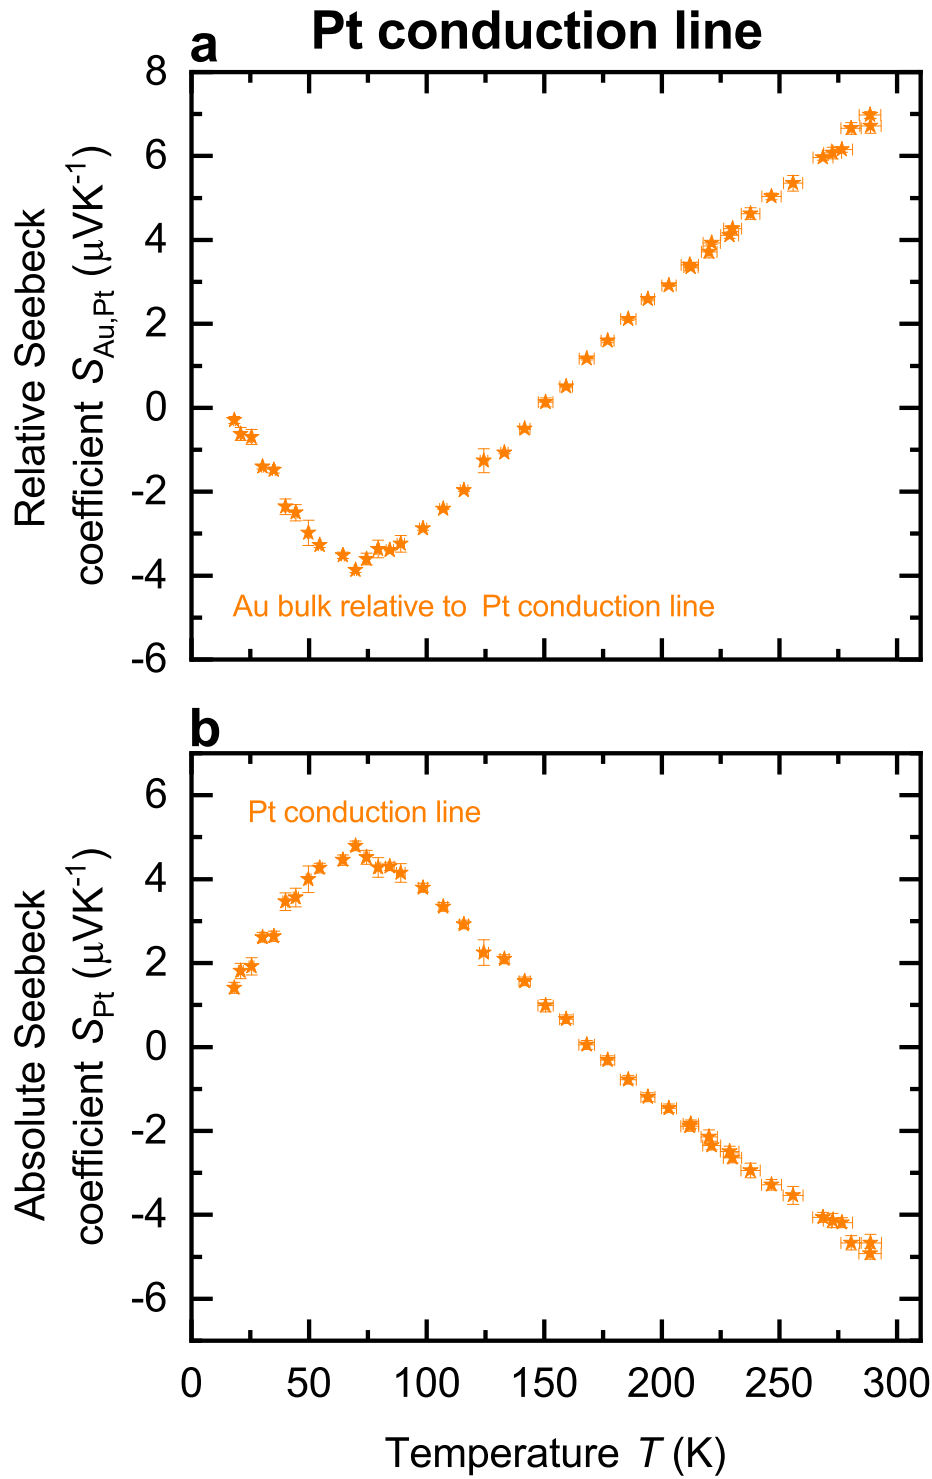 Pt conduction line
a
8
6
4
2
0
-2
-4
-6
Relative Seebeck
coefficient S_Au,Pt (μVK⁻¹)
Au bulk relative to Pt conduction line
b
6
4
2
0
-2
-4
-6
Absolute Seebeck
coefficient S_Pt (μVK⁻¹)
Pt conduction line
0 50 100 150 200 250 300
Temperature T (K)